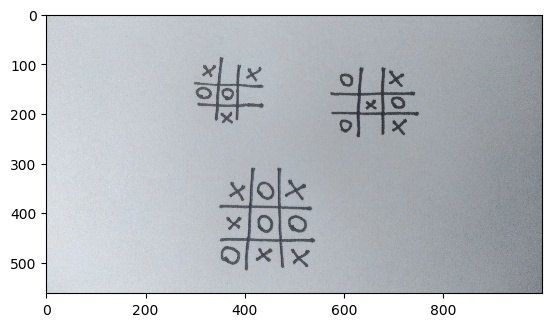 0
100
X X
O X
200
O O
X O
X
O X
300
X O X
400
X O O
500
O X X
0 200 400 600 800